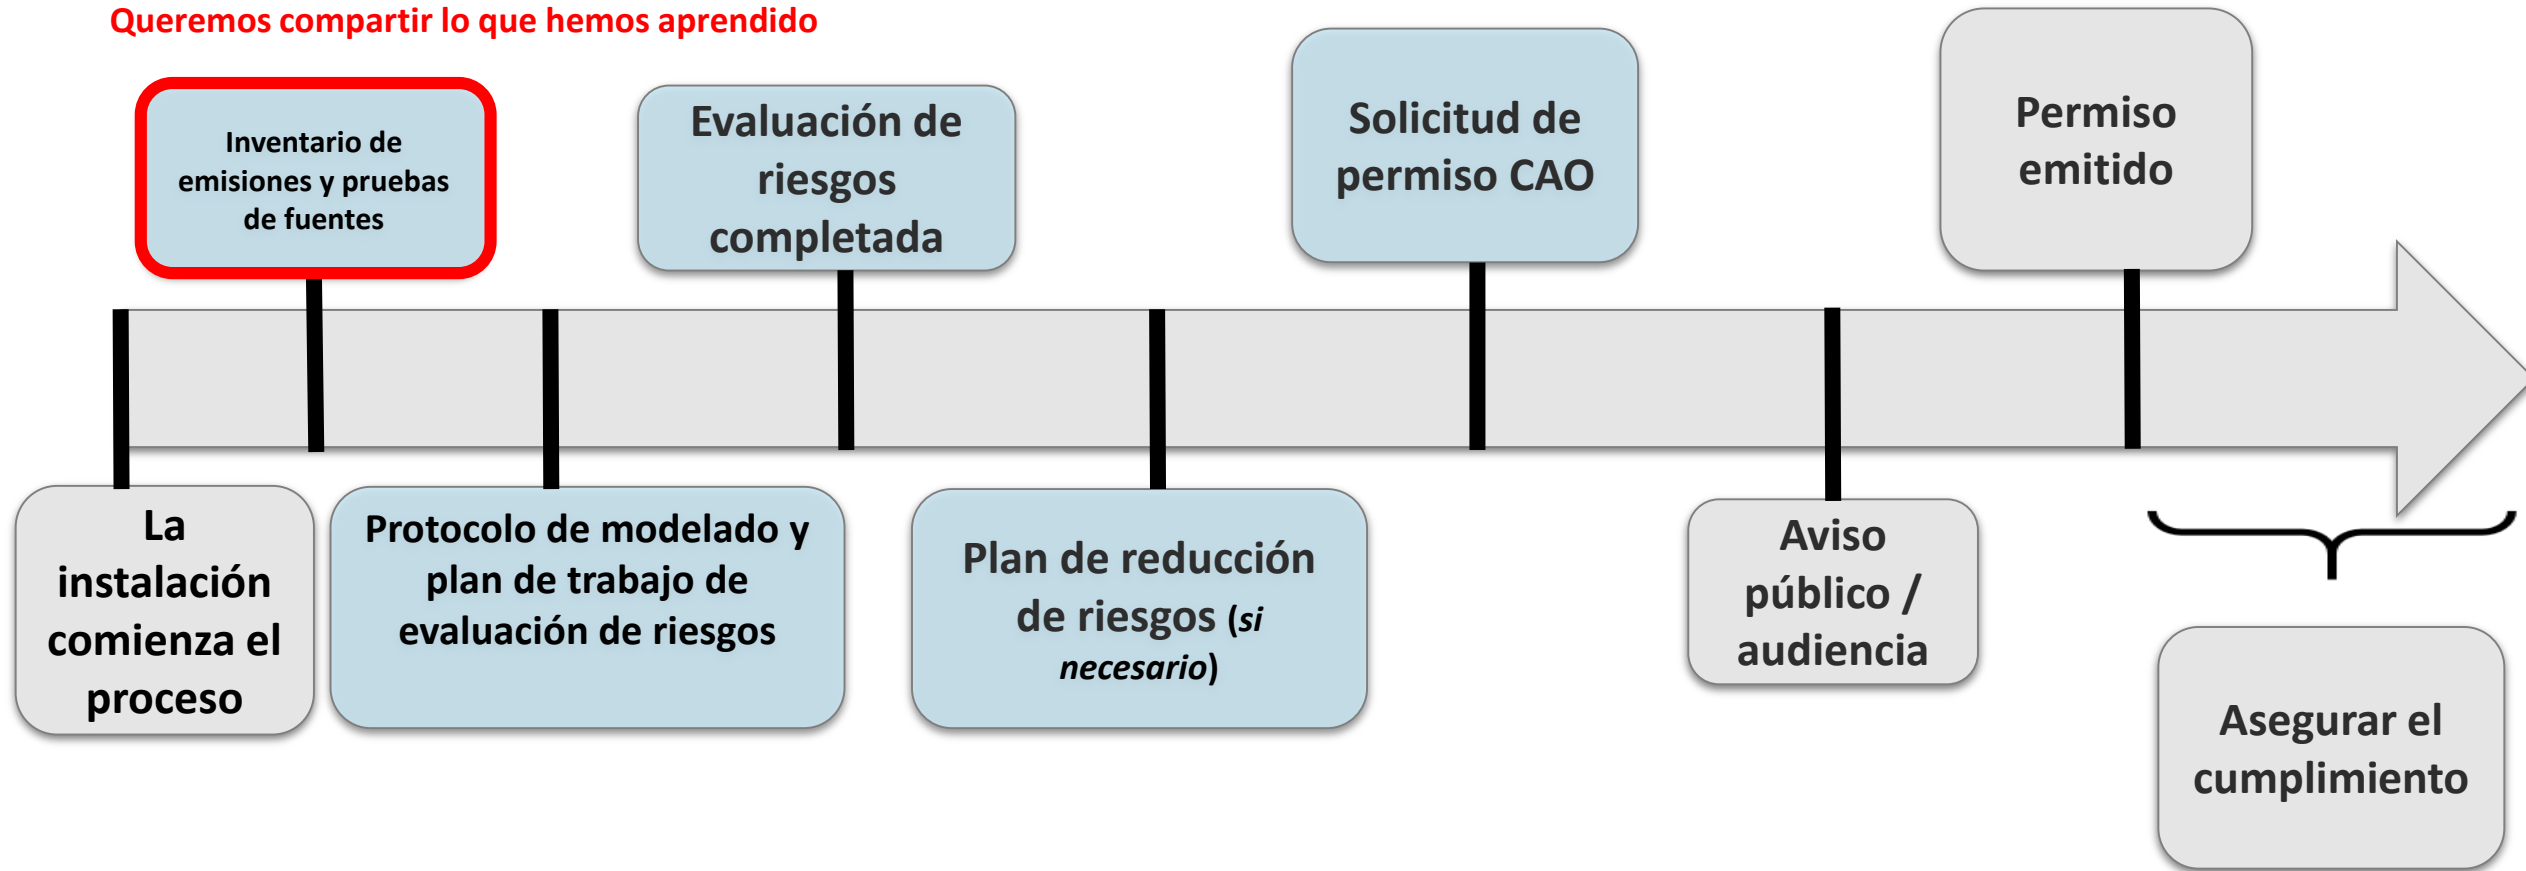 Queremos compartir lo que hemos aprendido
Inventario de
emisiones y pruebas
de fuentes
Evaluación de
riesgos
completada
Solicitud de
permiso CAO
Permiso
emitido
La
instalación
comienza el
proceso
Protocolo de modelado y
plan de trabajo de
evaluación de riesgos
Plan de reducción
de riesgos (si
necesario)
Aviso
público /
audiencia
Asegurar el
cumplimiento